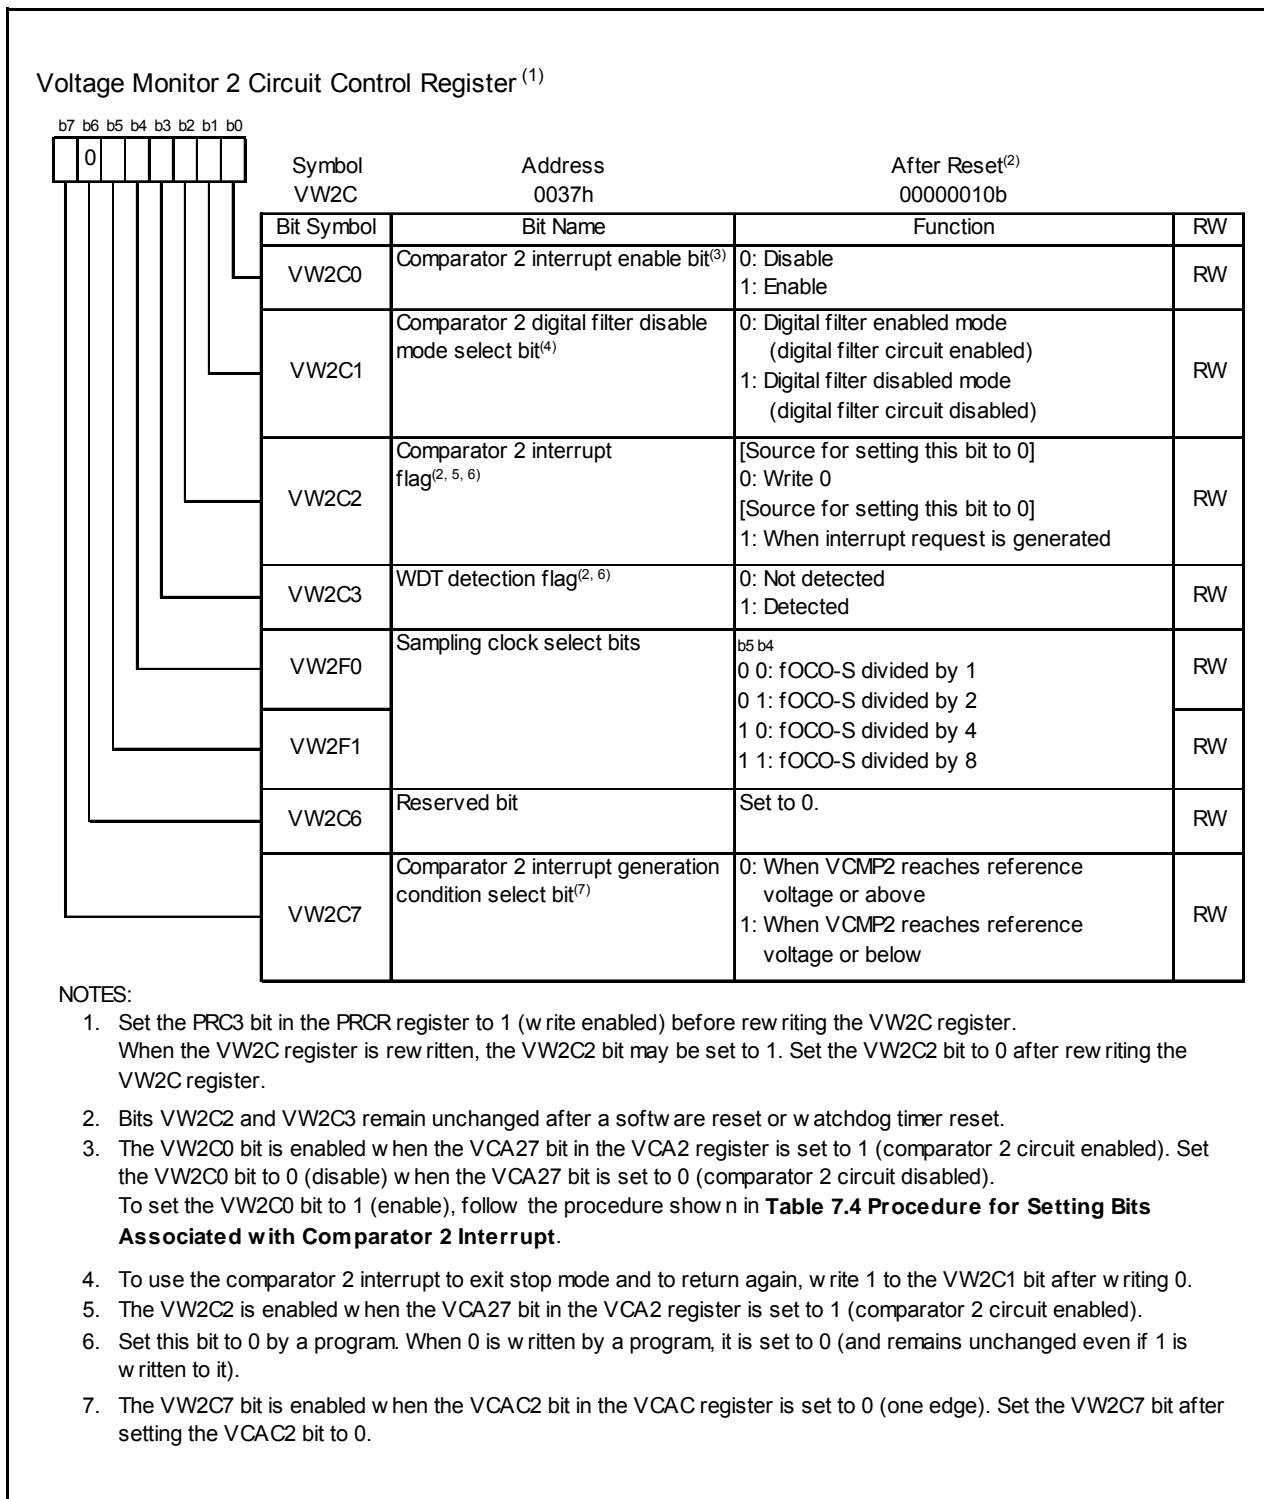 Voltage Monitor 2 Circuit Control Register (1)
b7 b6 b5 b4 b3 b2 b1 b0
0
Symbol Address After Reset(2)
VW2C 0037h 00000010b
Bit Symbol Bit Name Function RW
VW2C0 Comparator 2 interrupt enable bit(3) 0: Disable RW
1: Enable
VW2C1 Comparator 2 digital filter disable 0: Digital filter enabled mode RW
mode select bit(4) (digital filter circuit enabled)
1: Digital filter disabled mode
(digital filter circuit disabled)
VW2C2 Comparator 2 interrupt [Source for setting this bit to 0] RW
flag(2, 5, 6) 0: Write 0
[Source for setting this bit to 0]
1: When interrupt request is generated
VW2C3 WDT detection flag(2, 6) 0: Not detected RW
1: Detected
VW2F0 Sampling clock select bits b5 b4 RW
0 0: fOCO-S divided by 1
0 1: fOCO-S divided by 2
VW2F1 1 0: fOCO-S divided by 4 RW
1 1: fOCO-S divided by 8
VW2C6 Reserved bit Set to 0. RW
VW2C7 Comparator 2 interrupt generation 0: When VCMP2 reaches reference RW
condition select bit(7) voltage or above
1: When VCMP2 reaches reference
voltage or below
NOTES:
1. Set the PRC3 bit in the PRCR register to 1 (write enabled) before rewriting the VW2C register.
When the VW2C register is rewritten, the VW2C2 bit may be set to 1. Set the VW2C2 bit to 0 after rewriting the
VW2C register.
2. Bits VW2C2 and VW2C3 remain unchanged after a software reset or watchdog timer reset.
3. The VW2C0 bit is enabled when the VCA27 bit in the VCA2 register is set to 1 (comparator 2 circuit enabled). Set
the VW2C0 bit to 0 (disable) when the VCA27 bit is set to 0 (comparator 2 circuit disabled).
To set the VW2C0 bit to 1 (enable), follow the procedure shown in Table 7.4 Procedure for Setting Bits
Associated with Comparator 2 Interrupt.
4. To use the comparator 2 interrupt to exit stop mode and to return again, write 1 to the VW2C1 bit after writing 0.
5. The VW2C2 is enabled when the VCA27 bit in the VCA2 register is set to 1 (comparator 2 circuit enabled).
6. Set this bit to 0 by a program. When 0 is written by a program, it is set to 0 (and remains unchanged even if 1 is
written to it).
7. The VW2C7 bit is enabled when the VCAC2 bit in the VCAC register is set to 0 (one edge). Set the VW2C7 bit after
setting the VCAC2 bit to 0.